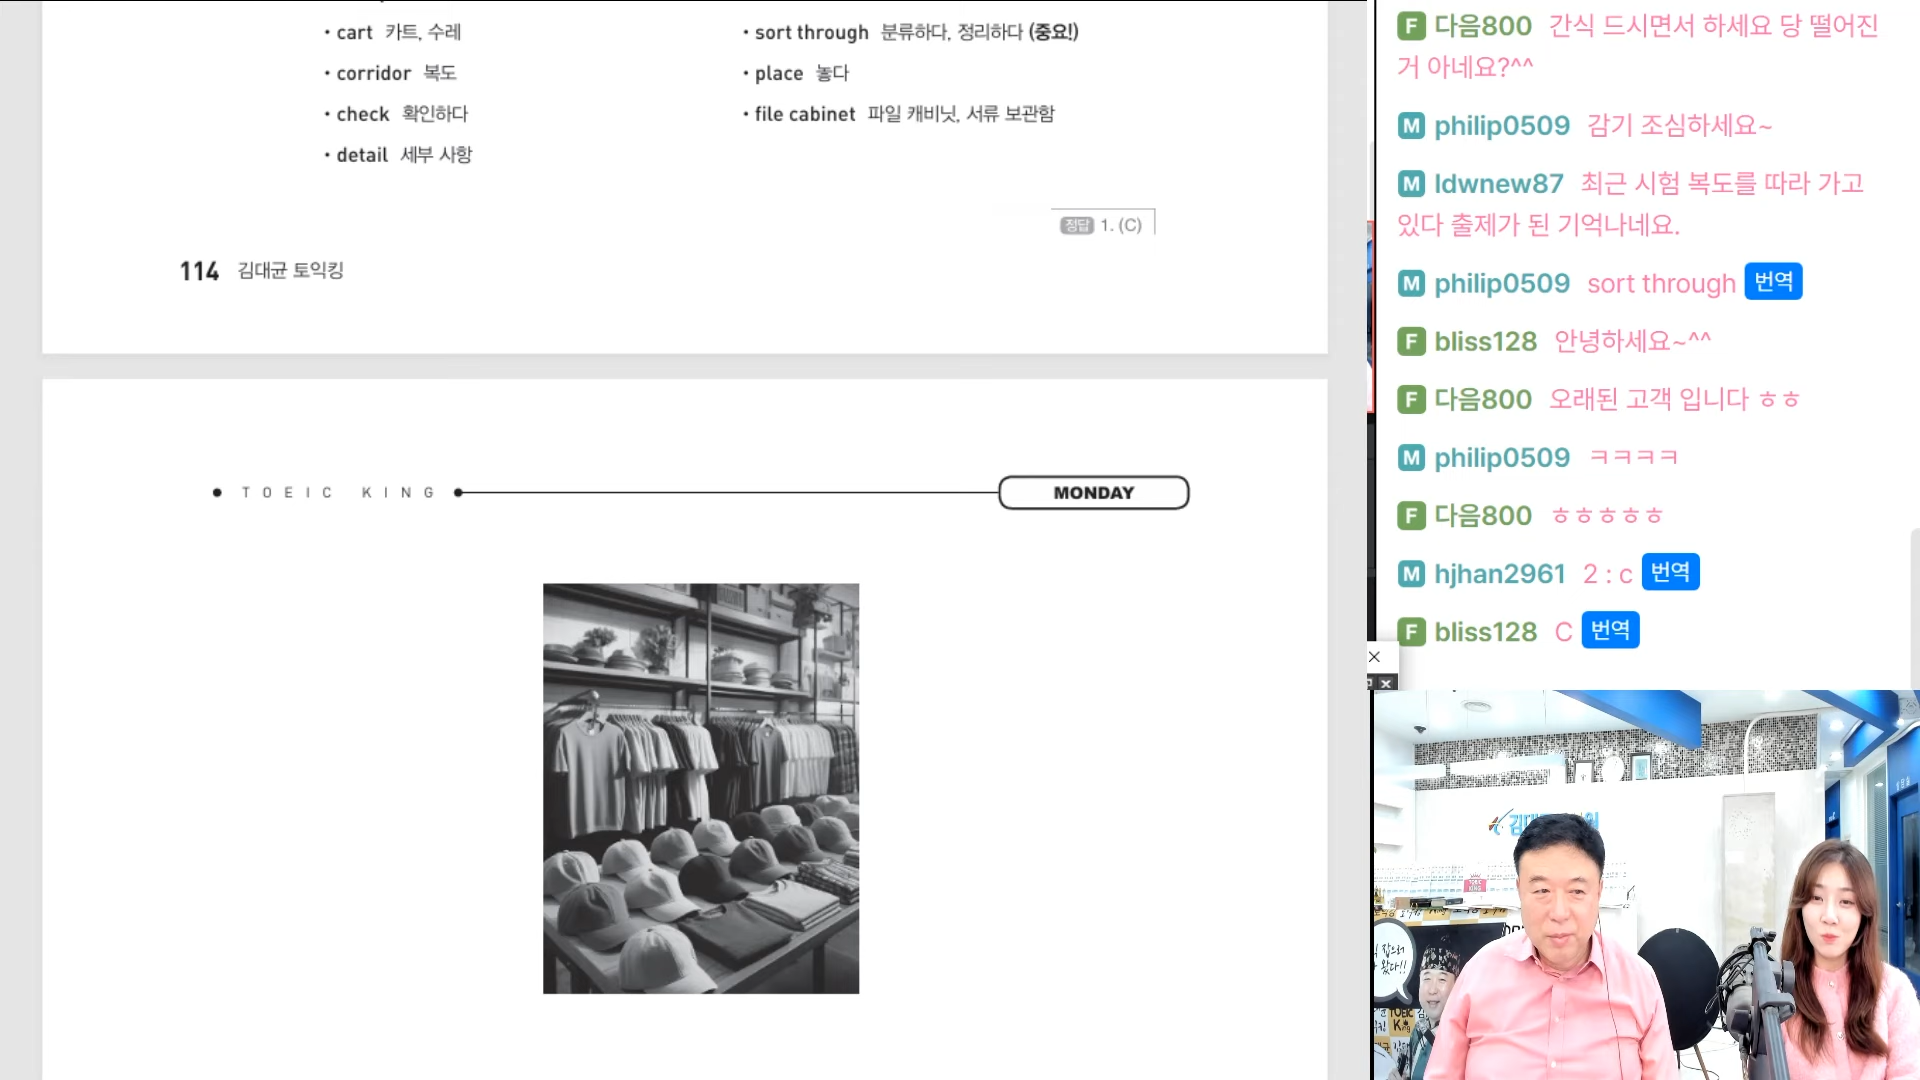 • cart 카트, 수레
• corridor 복도
• check 확인하다
• detail 세부 사항
• sort through 분류하다, 정리하다 (중요!)
• place 놓다
• file cabinet 파일 캐비닛, 서류 보관함
정답 1. (C)
114 김대균 토익킹
TOEIC KING
MONDAY
F 다음800 간식 드시면서 하세요 당 떨어진
거 아네요?^^
M philip0509 감기 조심하세요~
M ldwnew87 최근 시험 복도를 따라 가고
있다 출제가 된 기억나네요.
M philip0509 sort through 번역
F bliss128 안녕하세요~^^
F 다음800 오래된 고객 입니다 ㅎㅎ
M philip0509 ㅋㅋㅋㅋ
F 다음800 ㅎㅎㅎㅎㅎ
M hjhan2961 2 : c 번역
F bliss128 C 번역